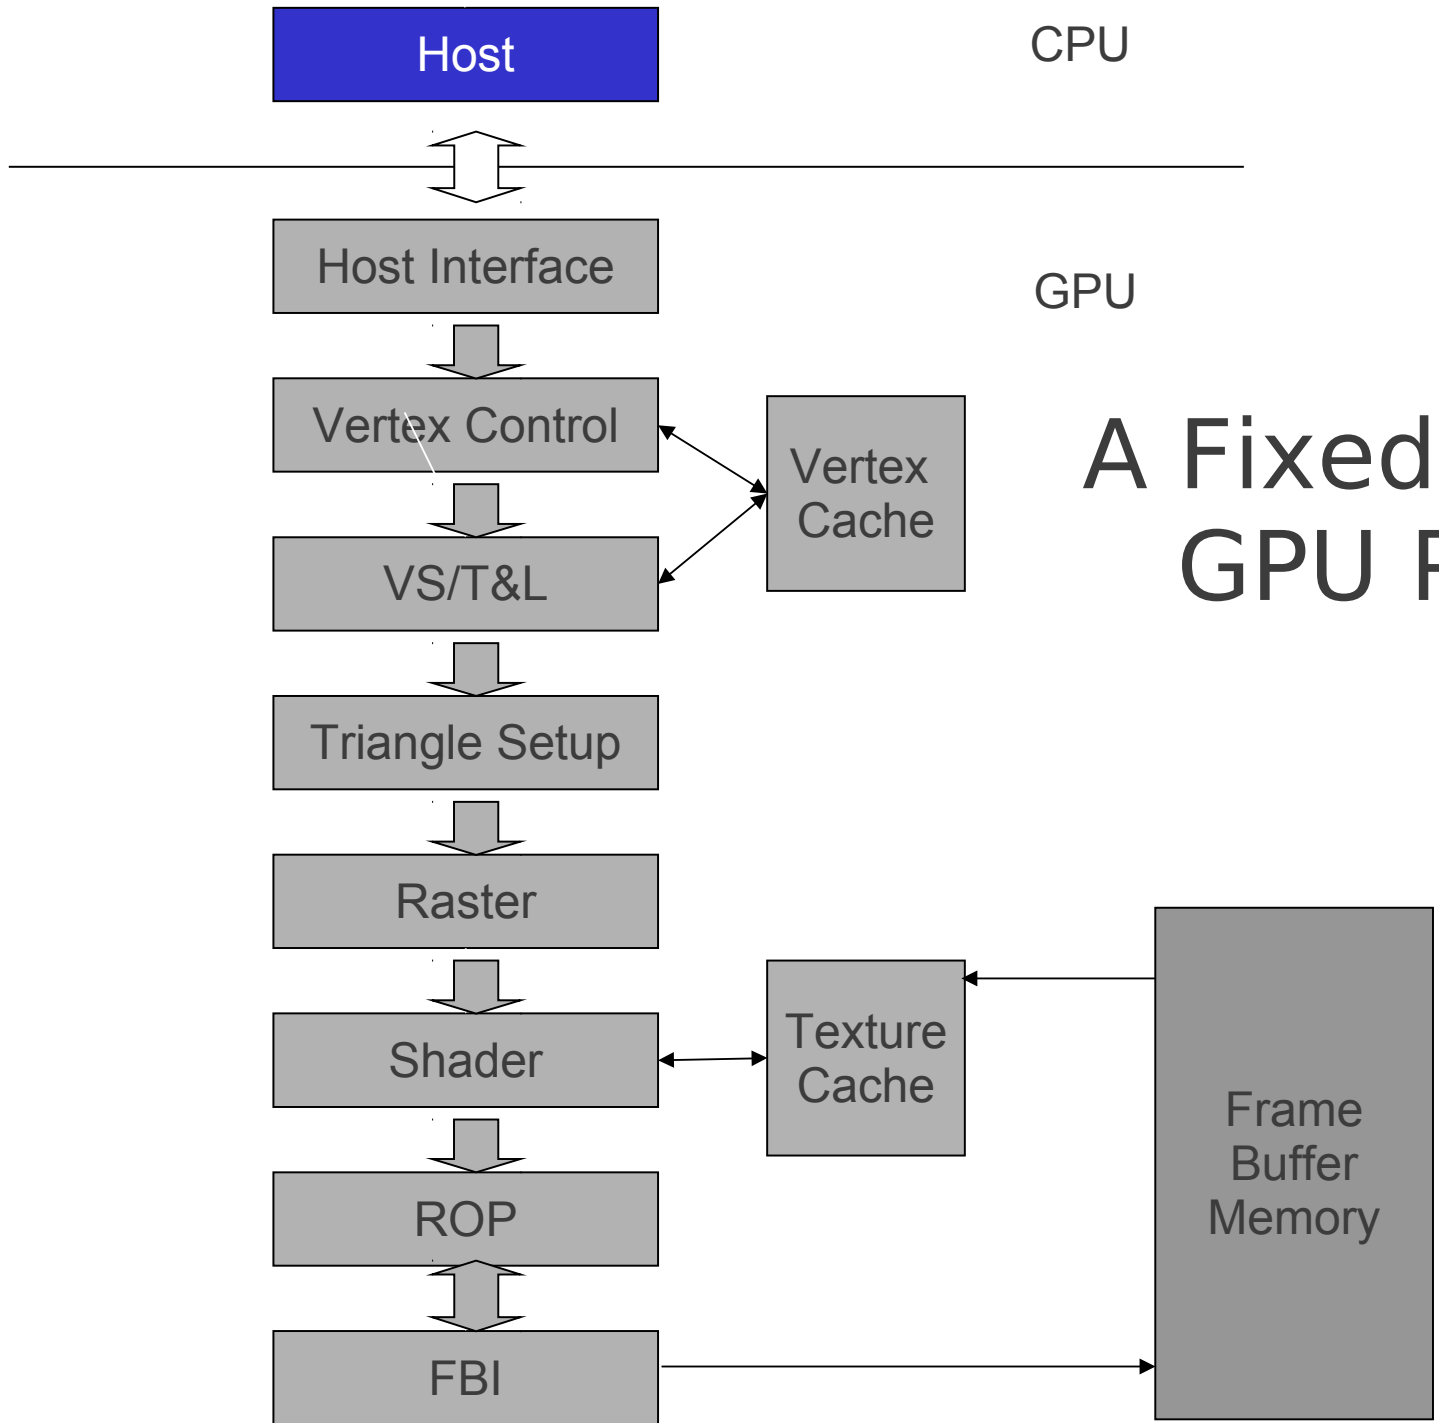 Host
CPU
Host Interface
GPU
Vertex Control
Vertex
Cache
A Fixed
GPU
VS/T&L
Triangle Setup
Raster
Shader
Texture
Cache
Frame
Buffer
Memory
ROP
FBI